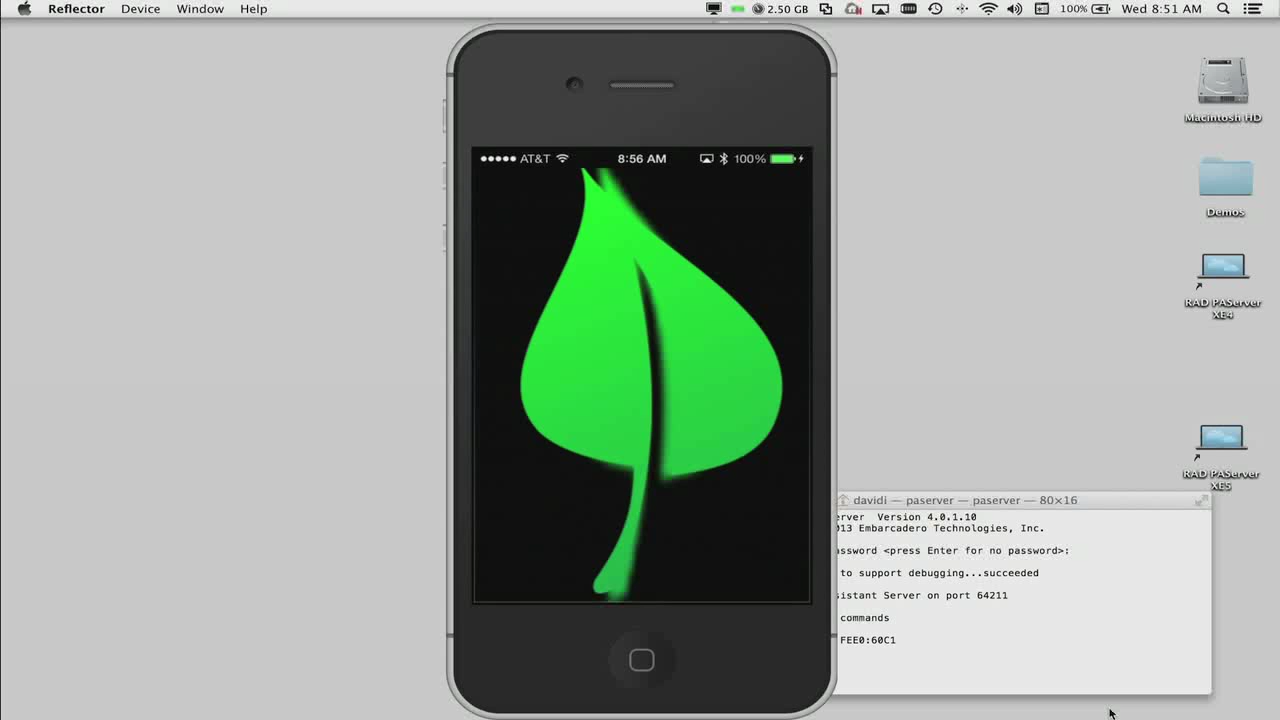 Reflector Device Window Help 2.50 GB 100% Wed 8:51 AM
Macintosh HD
AT&T 8:56 AM 100%
Demos
RAD PAServer
XE4
RAD PAServer
XE5
davidi — paserver — paserver — 80×16
erver Version 4.0.1.10
13 Embarcadero Technologies, Inc.
assword <press Enter for no password>:
to support debugging...succeeded
sistant Server on port 64211
commands
FEE0:60C1